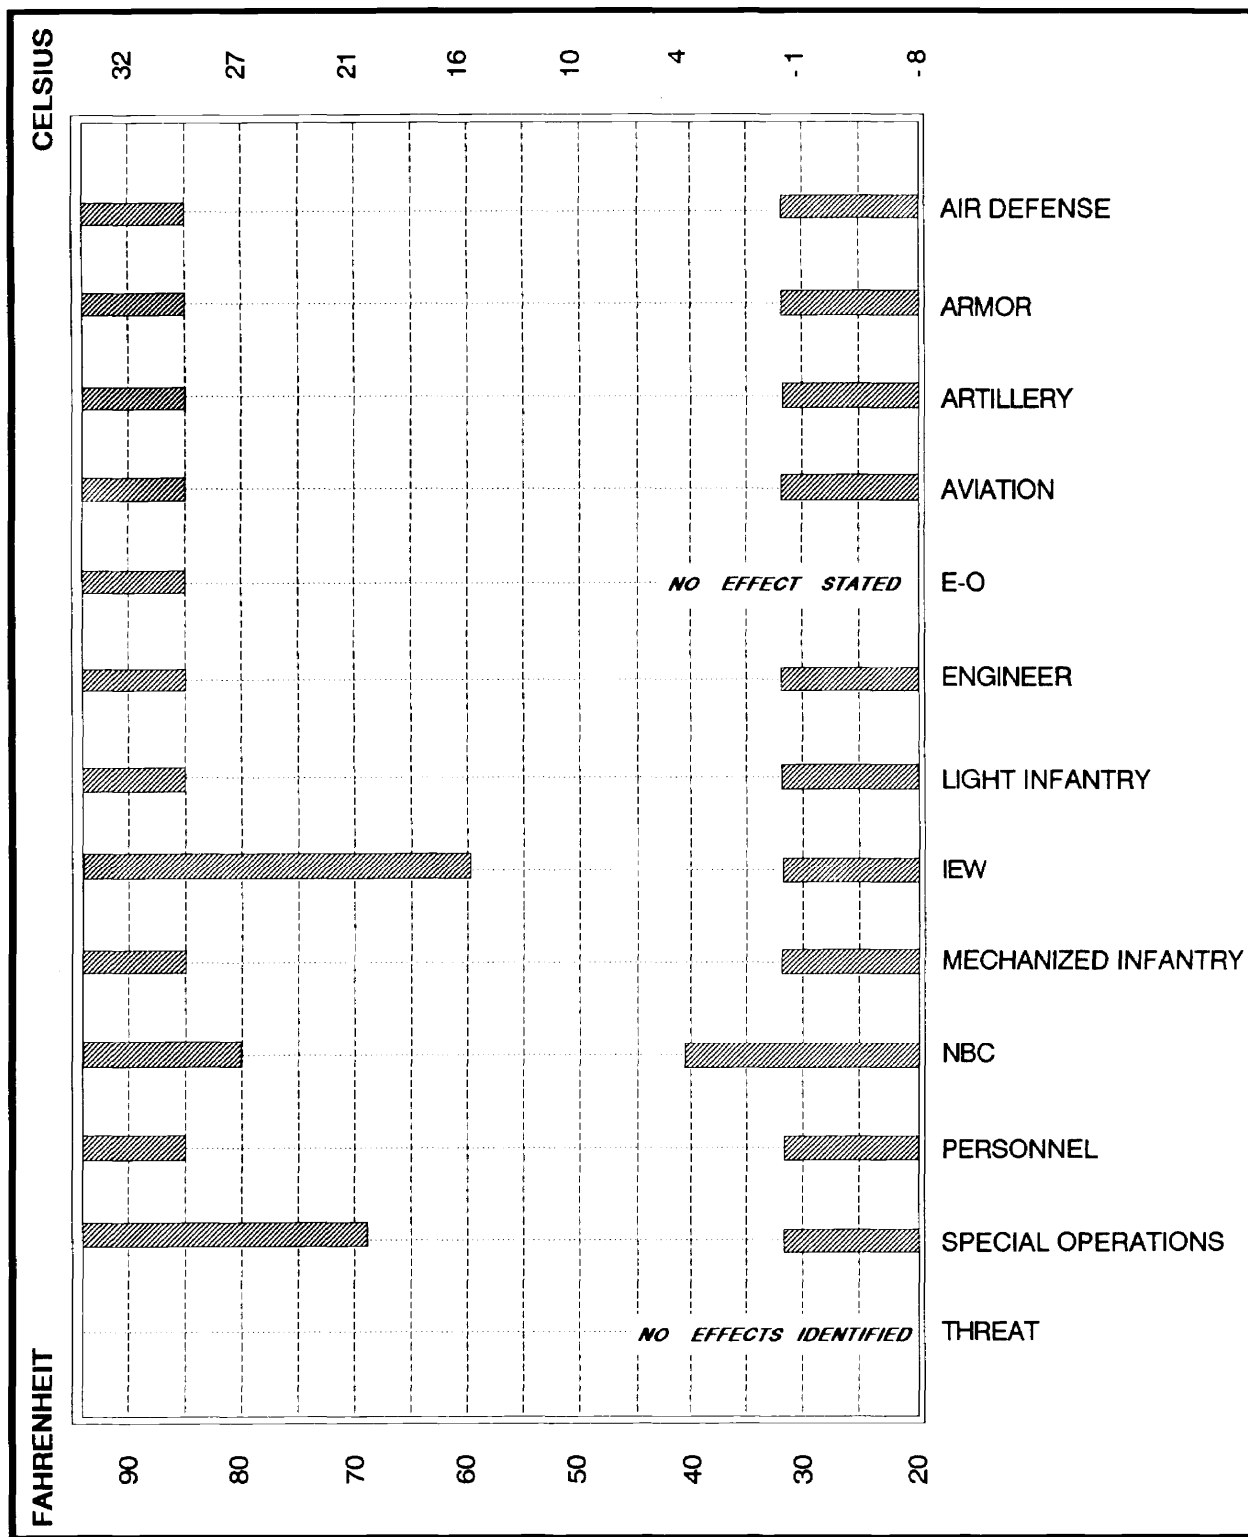 CELSIUS
32
27
21
16
10
4
- 1
- 8
AIR DEFENSE
ARMOR
ARTILLERY
AVIATION
NO EFFECT STATED
E-O
ENGINEER
LIGHT INFANTRY
IEW
MECHANIZED INFANTRY
NBC
PERSONNEL
SPECIAL OPERATIONS
NO EFFECTS IDENTIFIED
THREAT
FAHRENHEIT
90
80
70
60
50
40
30
20